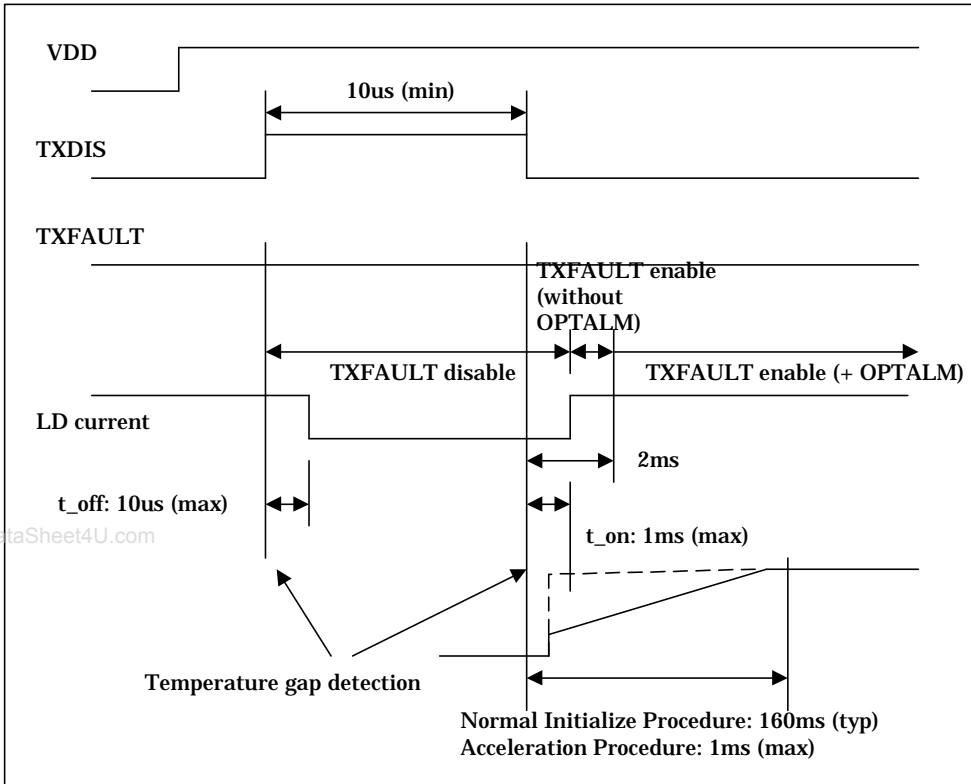 VDD
10us (min)
TXDIS
TXFAULT
TXFAULT enable
(without
OPTALM)
TXFAULT disable
TXFAULT enable (+ OPTALM)
LD current
2ms
t_off: 10us (max)
t_on: 1ms (max)
ataSheet4U.com
Temperature gap detection
Normal Initialize Procedure: 160ms (typ)
Acceleration Procedure: 1ms (max)